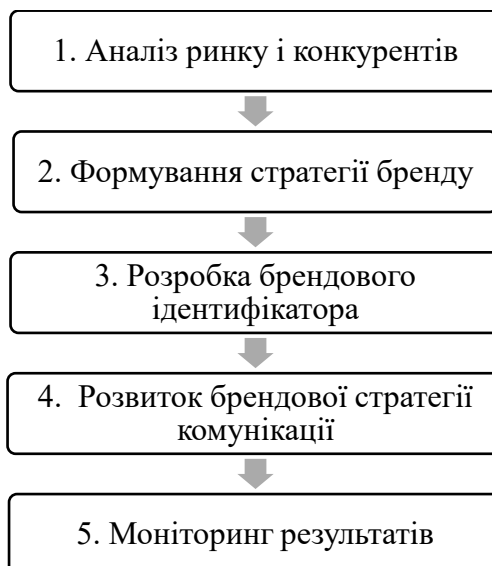 1. Аналіз ринку і конкурентів
2. Формування стратегії бренду
3. Розробка брендового
ідентифікатора
4. Розвиток брендової стратегії
комунікації
5. Моніторинг результатів